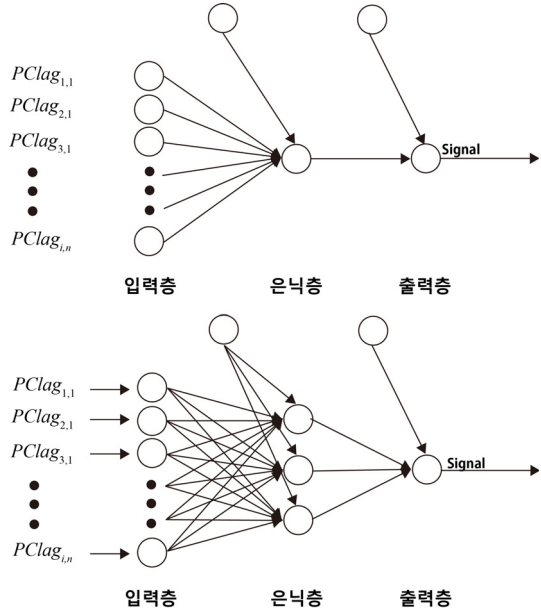 PClag1,1
PClag2,1
PClag3,1
Signal
PClagi,n
입력층 은닉층 출력층
PClag1,1
PClag2,1
PClag3,1
Signal
PClagi,n
입력층 은닉층 출력층